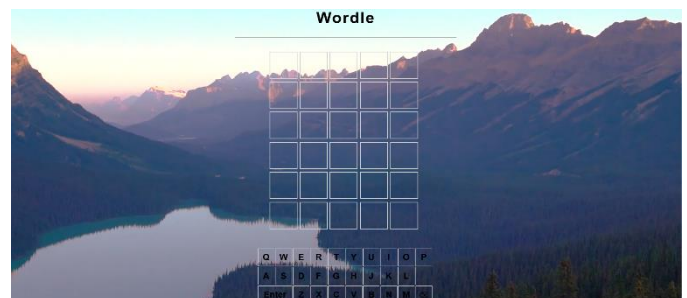 Wordle
Q W E R T Y U I O P
A S D F G H J K L
Enter Z X C V B N M